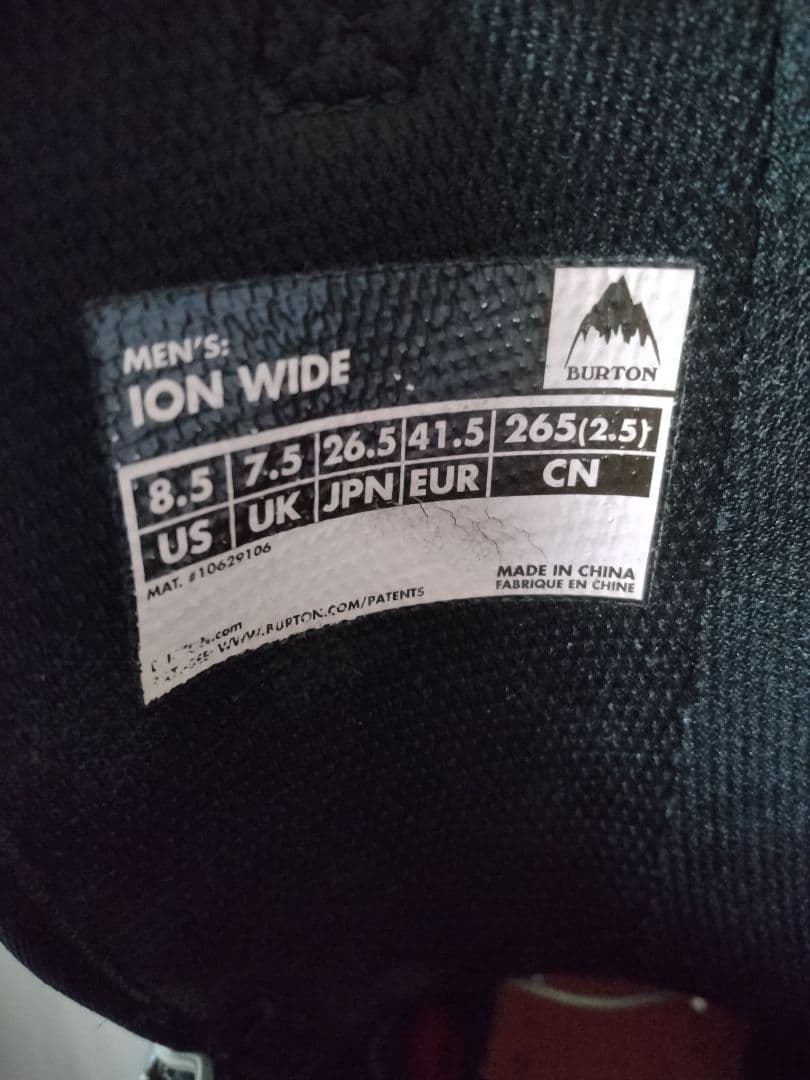 MEN'S:
ION WIDE
BURTON
8.5 7.5 26.5 41.5 265(2.5)
US UK JPN EUR CN
MAT. #10629106
MADE IN CHINA
FABRIQUE EN CHINE
.com
WWW.BURTON.COM/PATENTS